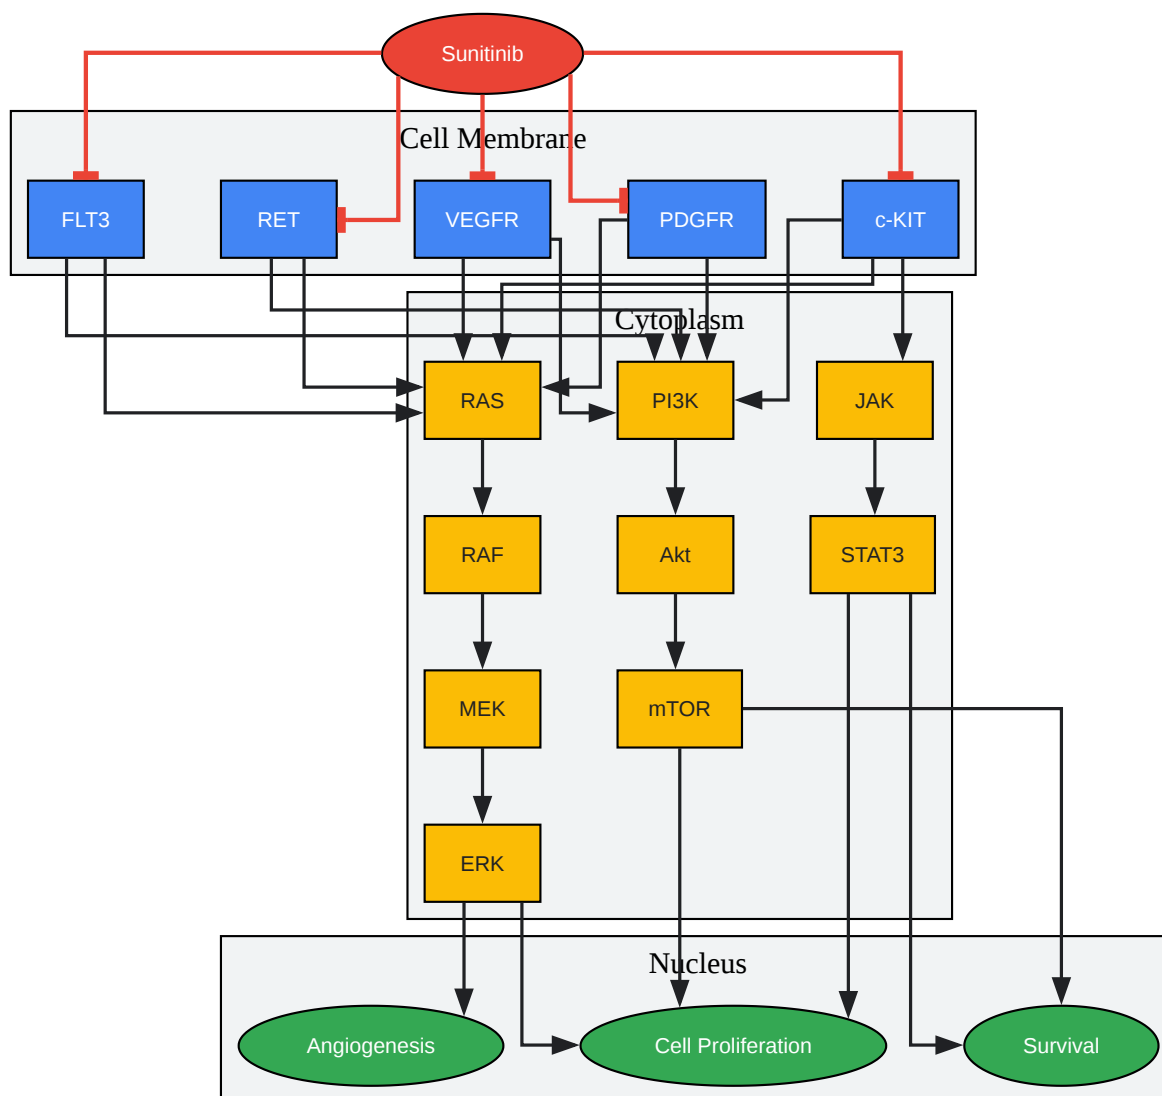 Sunitinib
Cell Membrane
FLT3
RET
VEGFR
PDGFR
c-KIT
Cytoplasm
RAS
PI3K
JAK
RAF
Akt
STAT3
MEK
mTOR
ERK
Nucleus
Angiogenesis
Cell Proliferation
Survival